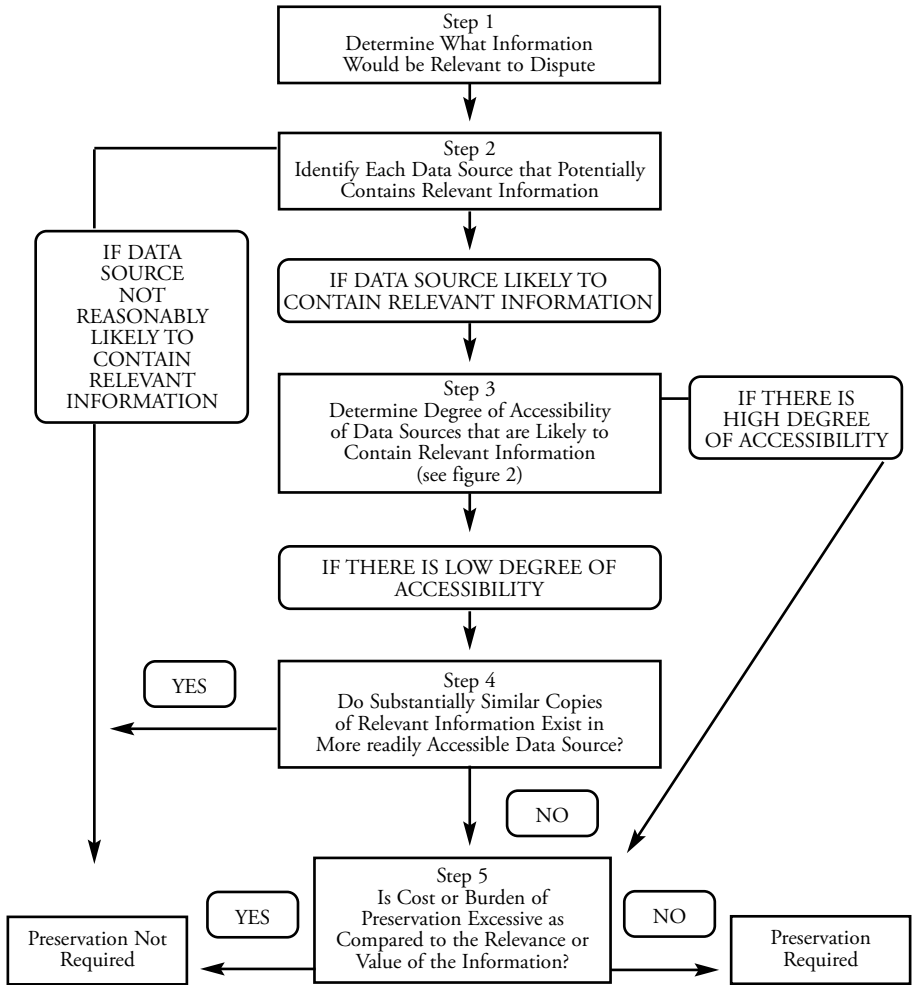 Step 1
Determine What Information
Would be Relevant to Dispute
Step 2
Identify Each Data Source that Potentially
Contains Relevant Information
IF DATA
SOURCE
NOT
REASONABLY
LIKELY TO
CONTAIN
RELEVANT
INFORMATION
IF DATA SOURCE LIKELY TO
CONTAIN RELEVANT INFORMATION
Step 3
Determine Degree of Accessibility
of Data Sources that are Likely to
Contain Relevant Information
(see figure 2)
IF THERE IS
HIGH DEGREE
OF ACCESSIBILITY
IF THERE IS LOW DEGREE OF
ACCESSIBILITY
YES
Step 4
Do Substantially Similar Copies
of Relevant Information Exist in
More readily Accessible Data Source?
NO
Step 5
Is Cost or Burden of
Preservation Excessive as
Compared to the Relevance or
Value of the Information?
YES
NO
Preservation Not
Required
Preservation
Required